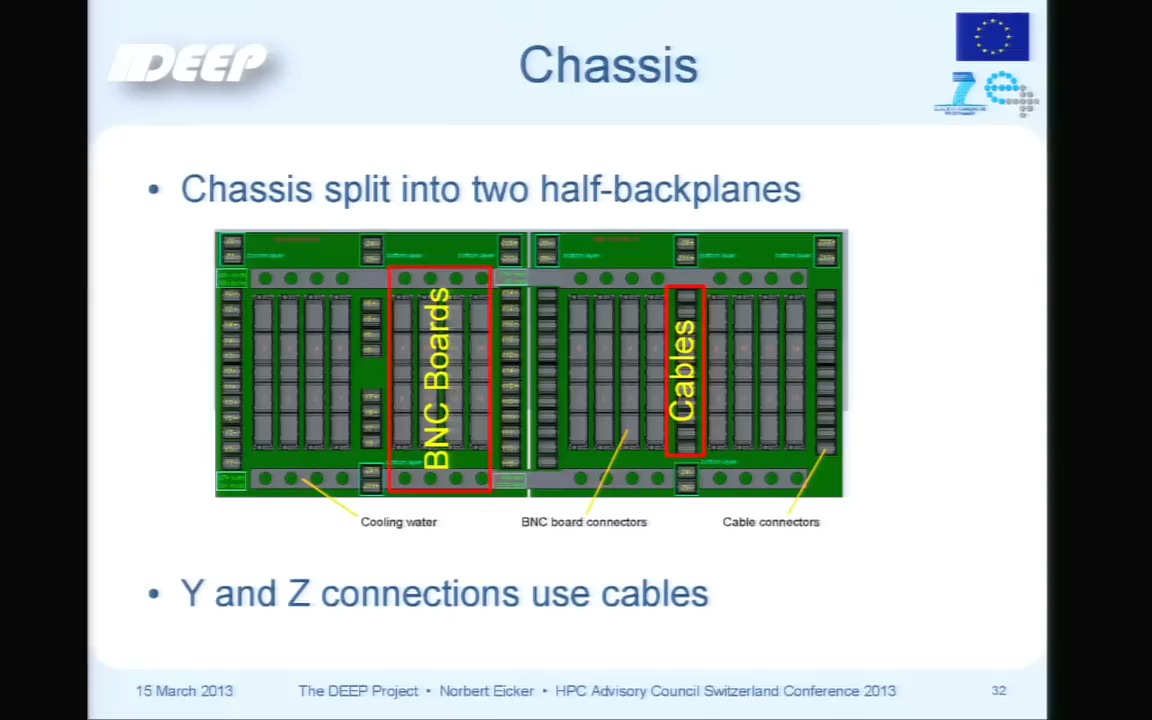 DEEP
Chassis
7
• Chassis split into two half-backplanes
BNC Boards
Cables
Cooling water
BNC board connectors
Cable connectors
• Y and Z connections use cables
15 March 2013
The DEEP Project • Norbert Eicker • HPC Advisory Council Switzerland Conference 2013
32